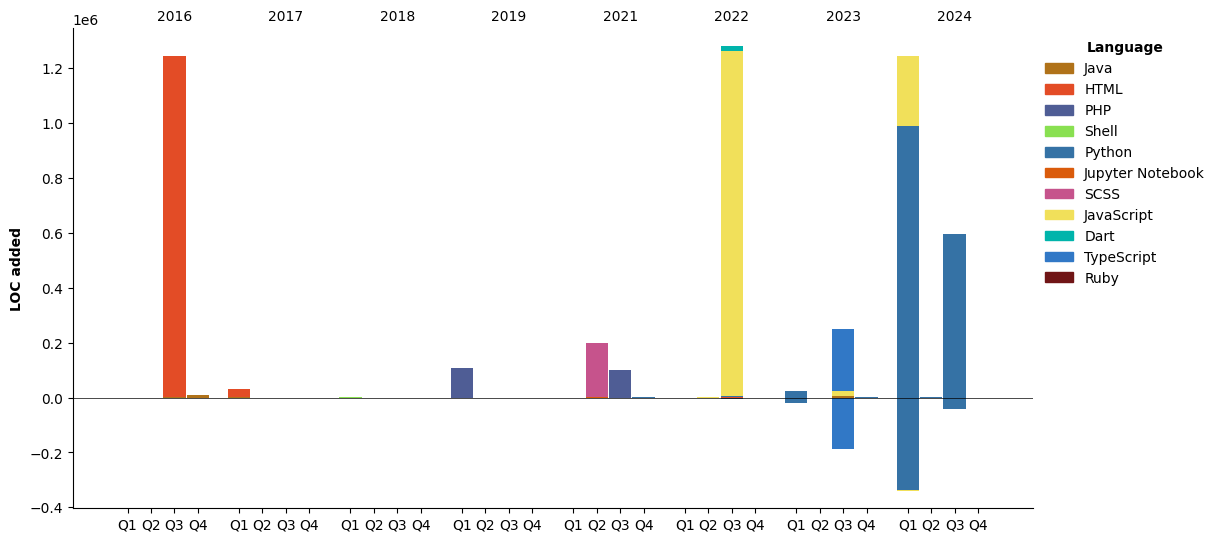 1e6
2016 2017 2018 2019 2021 2022 2023 2024
1.2
1.0
0.8
0.6
0.4
0.2
0.0
−0.2
−0.4
LOC added
Q1 Q2 Q3 Q4 Q1 Q2 Q3 Q4 Q1 Q2 Q3 Q4 Q1 Q2 Q3 Q4 Q1 Q2 Q3 Q4 Q1 Q2 Q3 Q4 Q1 Q2 Q3 Q4 Q1 Q2 Q3 Q4
Language
Java
HTML
PHP
Shell
Python
Jupyter Notebook
SCSS
JavaScript
Dart
TypeScript
Ruby